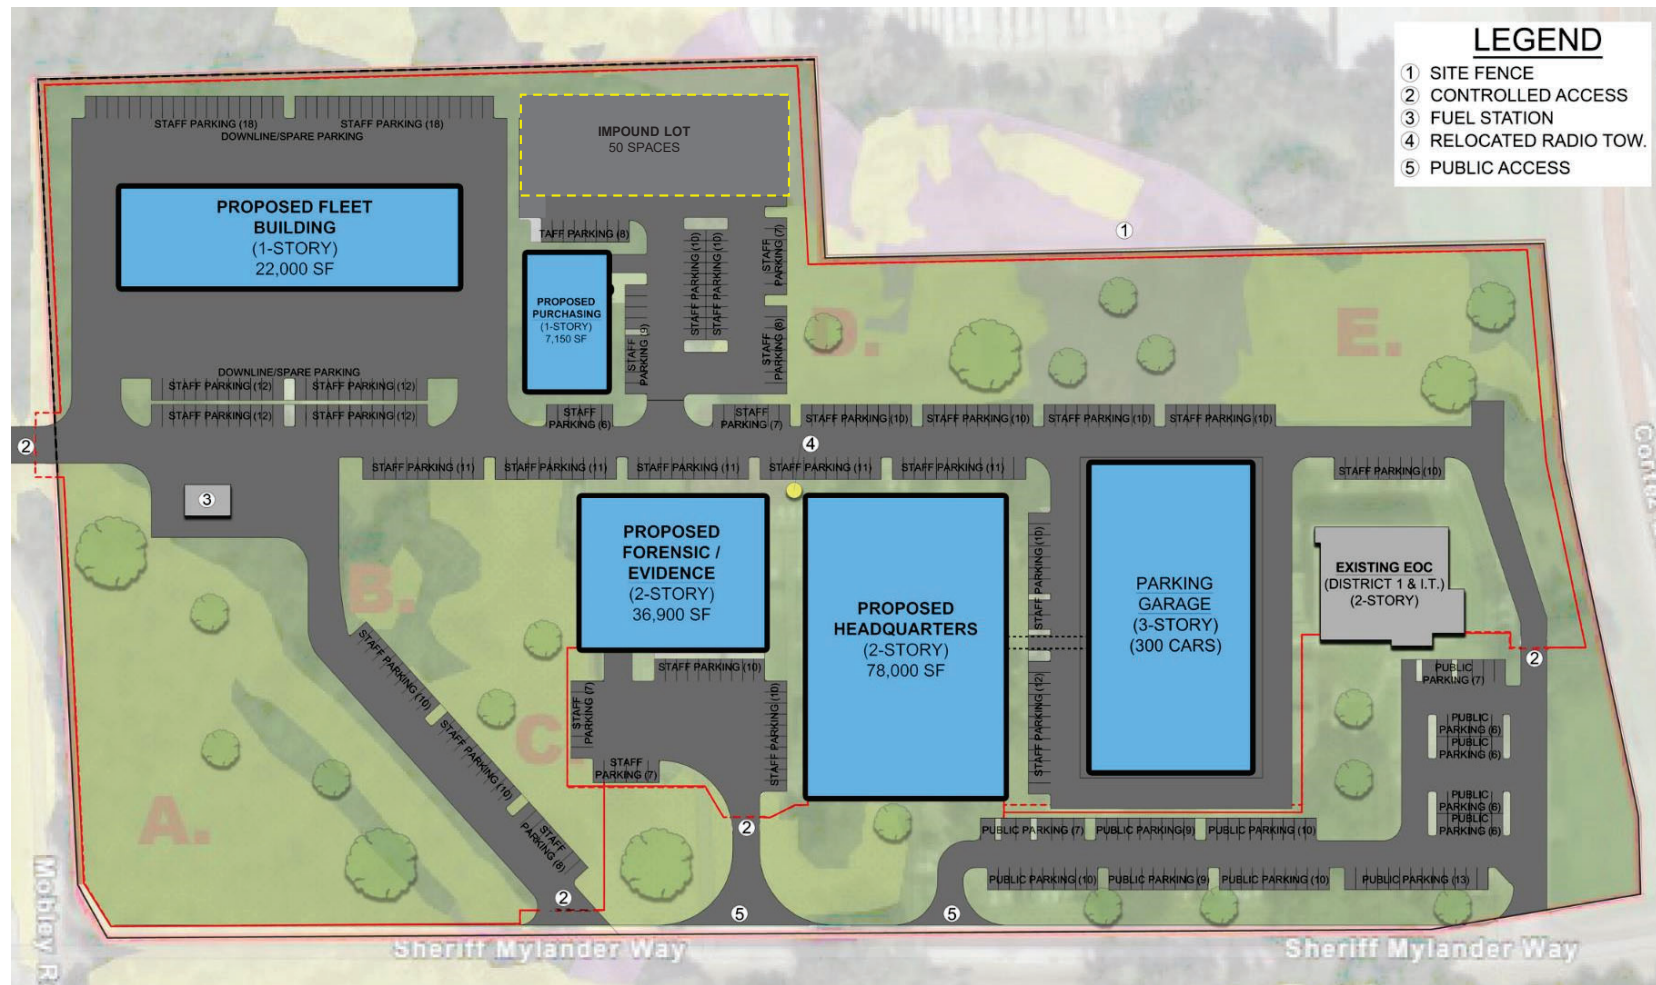 LEGEND
1 SITE FENCE
2 CONTROLLED ACCESS
3 FUEL STATION
4 RELOCATED RADIO TOW.
5 PUBLIC ACCESS
STAFF PARKING (18)
STAFF PARKING (18)
DOWNLINE/SPARE PARKING
IMPOUND LOT
50 SPACES
PROPOSED FLEET
BUILDING
(1-STORY)
22,000 SF
TAFF PARKING (8)
STAFF PARKING (10)
STAFF PARKING (10)
STAFF
PARKING (7)
1
PROPOSED
PURCHASING
(1-STORY)
7,150 SF
STAFF
PARKING (9)
STAFF
PARKING (8)
D.
E.
DOWNLINE/SPARE PARKING
STAFF PARKING (12)
STAFF PARKING (12)
STAFF PARKING (12)
STAFF PARKING (12)
STAFF
PARKING (6)
STAFF
PARKING (7)
STAFF PARKING (10)
STAFF PARKING (10)
STAFF PARKING (10)
STAFF PARKING (10)
2
4
STAFF PARKING (11)
STAFF PARKING (11)
STAFF PARKING (11)
STAFF PARKING (11)
STAFF PARKING (11)
STAFF PARKING (10)
3
PROPOSED
FORENSIC /
EVIDENCE
(2-STORY)
36,900 SF
PROPOSED
HEADQUARTERS
(2-STORY)
78,000 SF
STAFF PARKING (10)
PARKING
GARAGE
(3-STORY)
(300 CARS)
EXISTING EOC
(DISTRICT 1 & I.T.)
(2-STORY)
B.
STAFF PARKING (10)
STAFF PARKING (10)
STAFF PARKING (8)
STAFF PARKING (10)
STAFF
PARKING (7)
STAFF PARKING (10)
STAFF
PARKING (7)
STAFF PARKING (12)
2
PUBLIC
PARKING (7)
PUBLIC
PARKING (6)
PUBLIC
PARKING (6)
PUBLIC
PARKING (6)
PUBLIC
PARKING (6)
C.
A.
2
PUBLIC PARKING (7)
PUBLIC PARKING(9)
PUBLIC PARKING (10)
PUBLIC PARKING (10)
PUBLIC PARKING (9)
PUBLIC PARKING (10)
PUBLIC PARKING (13)
2
5
5
Mobley R
Sheriff Mylander Way
Sheriff Mylander Way